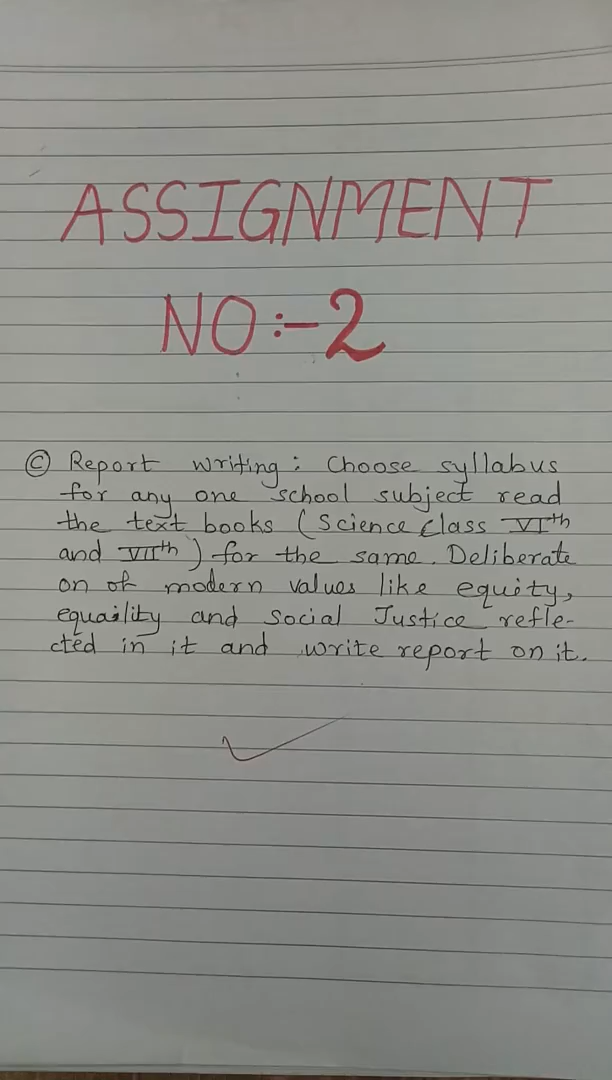 ASSIGNMENT
NO:-2
© Report writing: Choose syllabus
for any one school subject read
the text books (Science Class VIth
and VIIth) for the same. Deliberate
on of modern values like equity,
equaility and social Justice refle-
cted in it and write report on it.